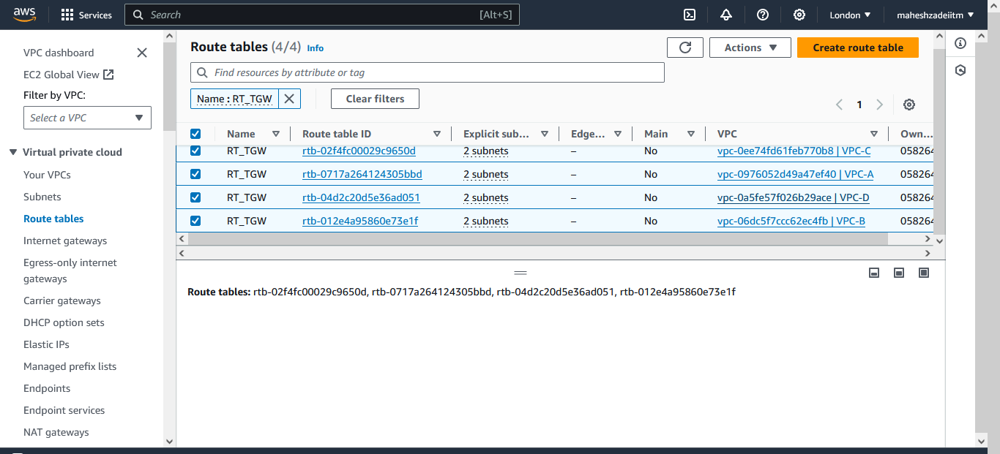 aws Services Search [Alt+S] London maheshzadeiitm
VPC dashboard
EC2 Global View
Filter by VPC:
Select a VPC
Virtual private cloud
Your VPCs
Subnets
Route tables
Internet gateways
Egress-only internet
gateways
Carrier gateways
DHCP option sets
Elastic IPs
Managed prefix lists
Endpoints
Endpoint services
NAT gateways
Route tables (4/4) Info Actions Create route table
Find resources by attribute or tag
Name : RT_TGW Clear filters
1
Name Route table ID Explicit sub... Edge... Main VPC Own...
RT_TGW rtb-02f4fc00029c9650d 2 subnets – No vpc-0ee74fd61feb770b8 | VPC-C 058264
RT_TGW rtb-0717a264124305bbd 2 subnets – No vpc-0976052d49a47ef40 | VPC-A 058264
RT_TGW rtb-04d2c20d5e36ad051 2 subnets – No vpc-0a5fe57f026b29ace | VPC-D 058264
RT_TGW rtb-012e4a95860e73e1f 2 subnets – No vpc-06dc5f7ccc62ec4fb | VPC-B 058264
Route tables: rtb-02f4fc00029c9650d, rtb-0717a264124305bbd, rtb-04d2c20d5e36ad051, rtb-012e4a95860e73e1f